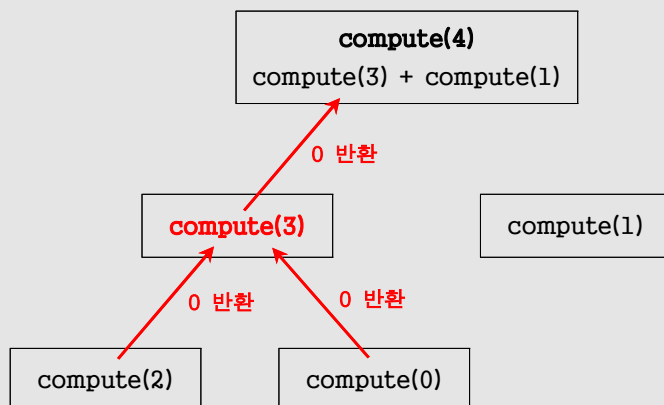 compute(4)
compute(3) + compute(1)
0 반환
compute(3)
compute(1)
0 반환
0 반환
compute(2)
compute(0)